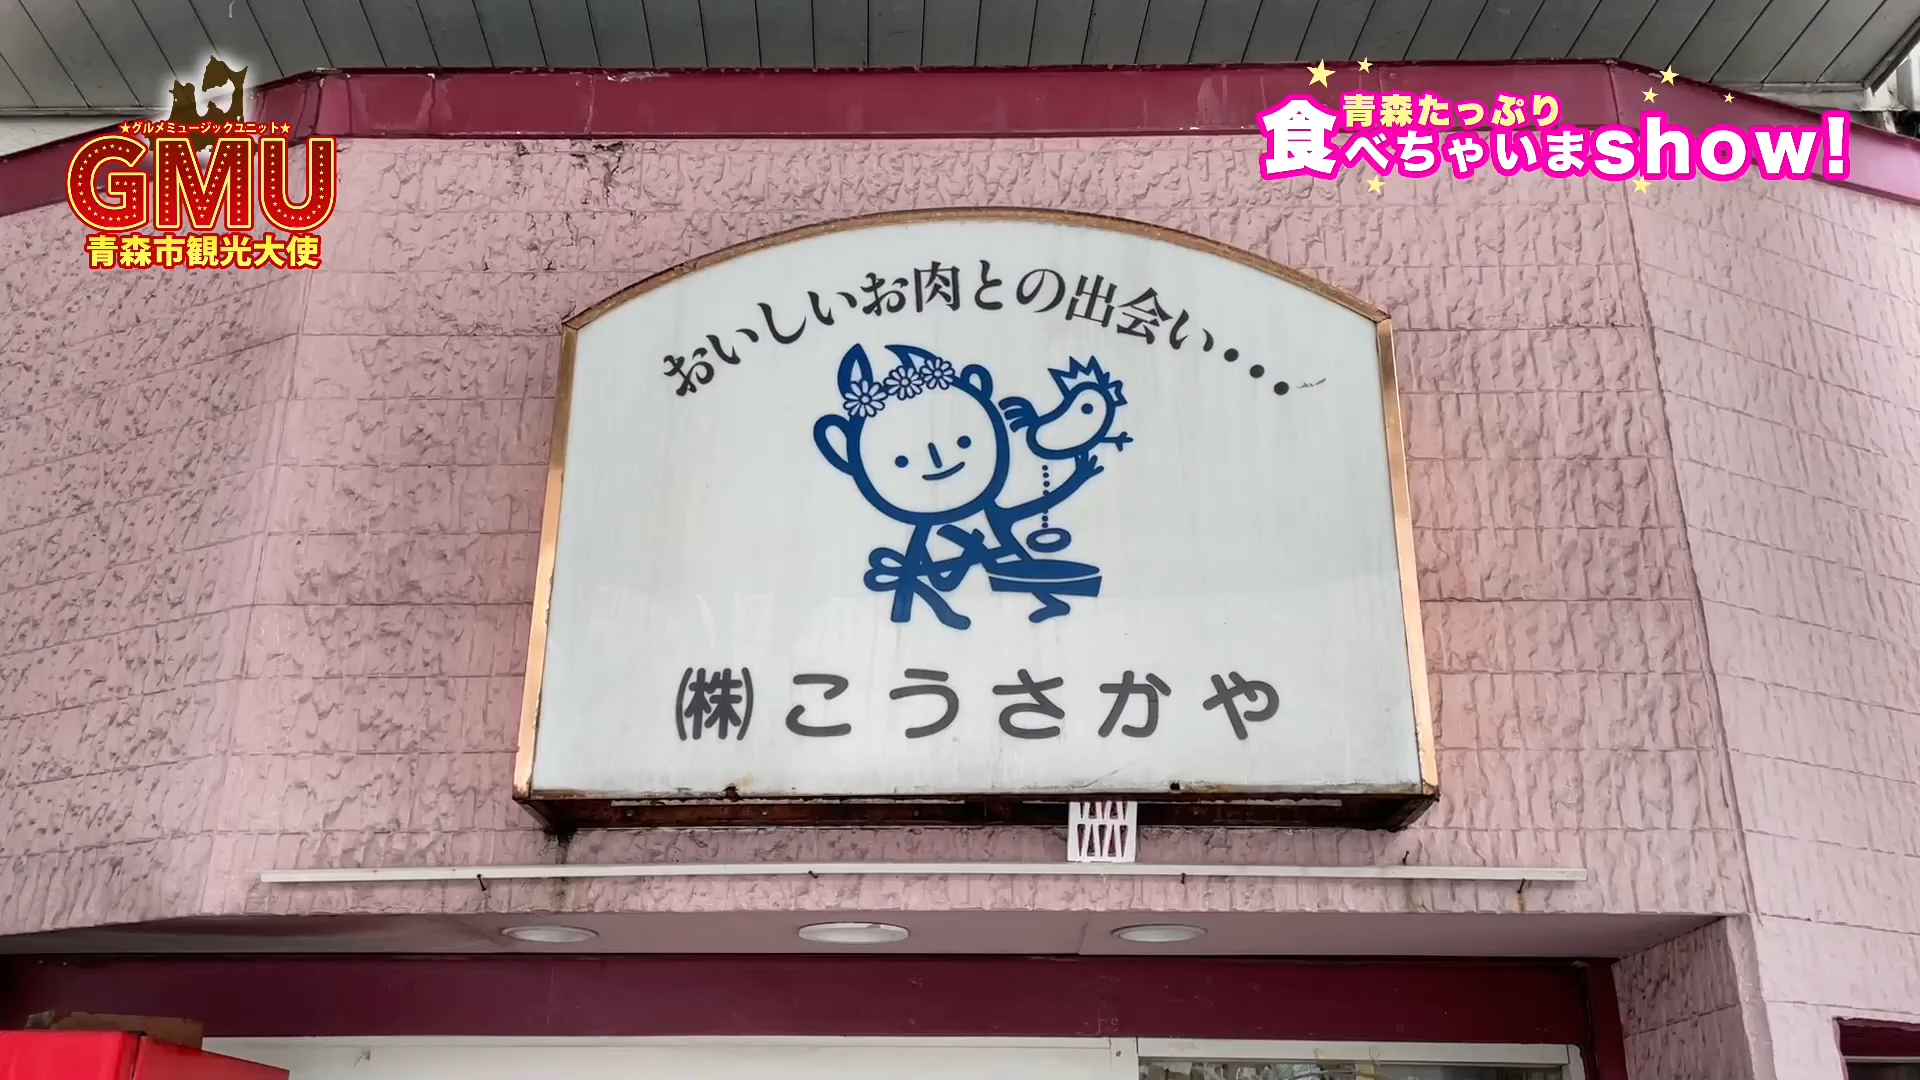 ★グルメミュージックユニット★
GMU
青森市観光大使
青森たっぷり
食べちゃいまshow!
おいしいお肉との出会い・・・
㈱こうさかや